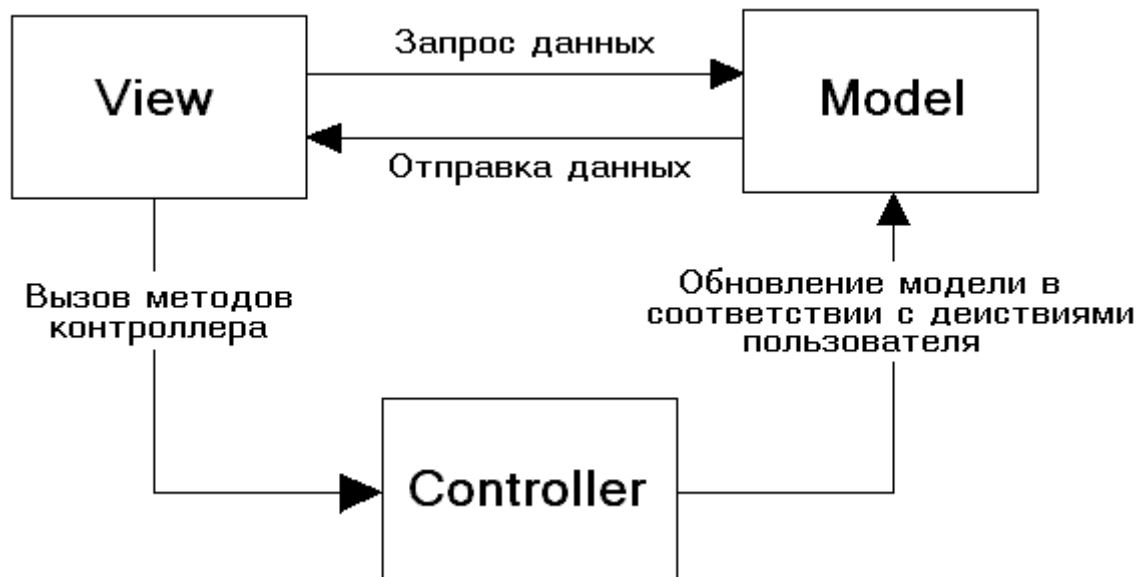 Запрос данных
View
Model
Отправка данных
Вызов методов
контроллера
Обновление модели в
соответствии с деиствиями
пользователя
Controller